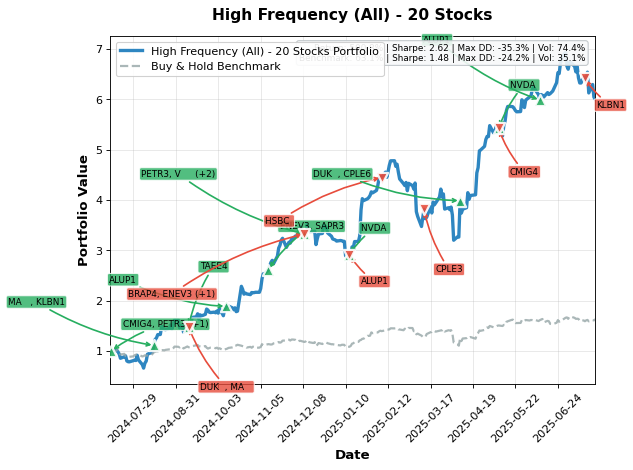 High Frequency (All) - 20 Stocks
ALUP1
| Sharpe: 2.62 | Max DD: -35.3% | Vol: 74.4%
| Sharpe: 1.48 | Max DD: -24.2% | Vol: 35.1%
High Frequency (All) - 20 Stocks Portfolio
Buy & Hold Benchmark
NVDA
KLBN1
PETR3, V (+2)
DUK , CPLE6
CMIG4
HSBC
SAPR3
NVDA
TAEE4
CPLE3
ALUP1
ALUP1
BRAP4, ENEV3 (+1)
MA , KLBN1
CMIG4,
DUK , MA
Portfolio Value
7
6
5
4
3
2
1
2024-07-29
2024-08-31
2024-10-03
2024-11-05
2024-12-08
2025-01-10
2025-02-12
2025-03-17
2025-04-19
2025-05-22
2025-06-24
Date